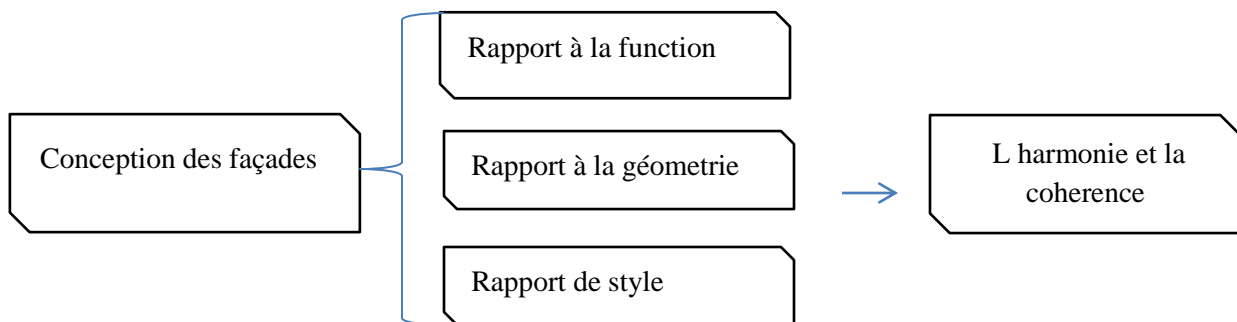 Conception des façades
Rapport à la function
Rapport à la géometrie
Rapport de style
L harmonie et la
coherence